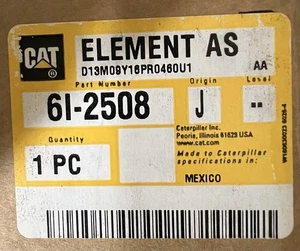 CAT
®
ELEMENT AS
D13M09Y16PR0460U1
AA
Part Number
Origin
Level
6I-2508
J
--
Quantity
1 PC
Caterpillar Inc.
Peoria, Illinois 61629 USA
www.cat.com
Made to Caterpillar
specifications in:
MEXICO